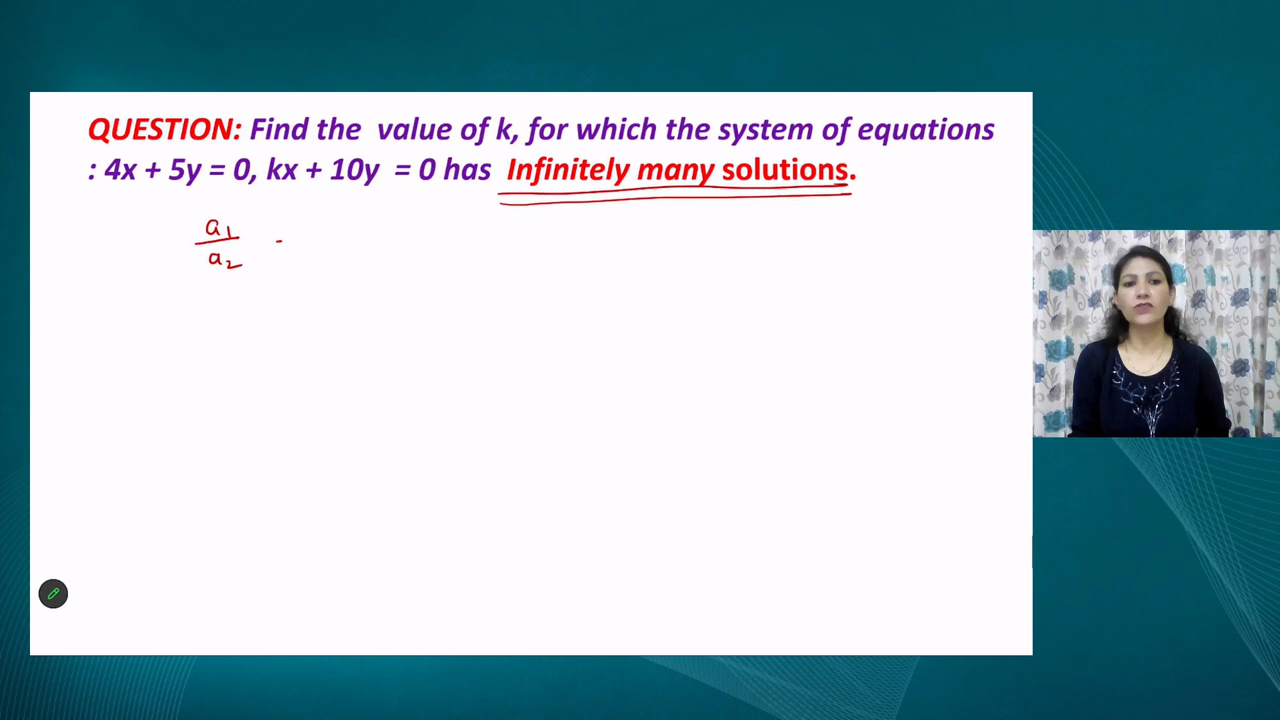 QUESTION: Find the value of k, for which the system of equations
: 4x + 5y = 0, kx + 10y = 0 has Infinitely many solutions.
a1
a2